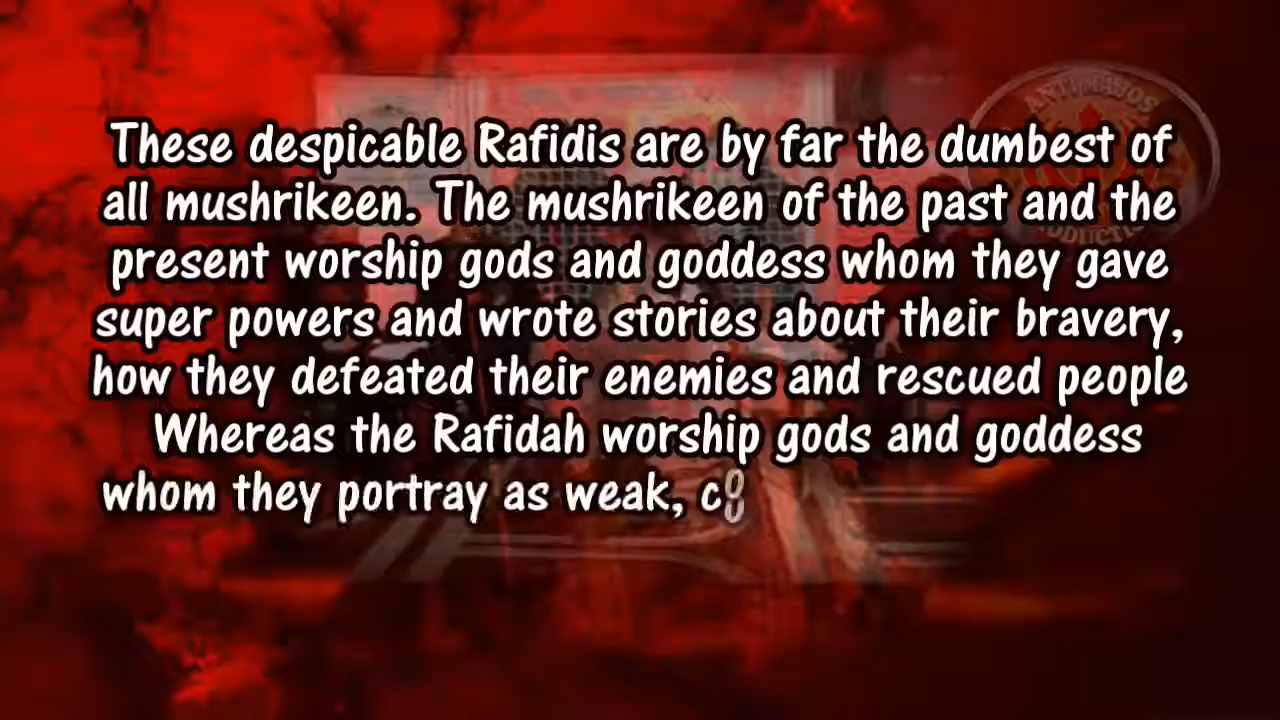 These despicable Rafidis are by far the dumbest of
all mushrikeen. The mushrikeen of the past and the
present worship gods and goddess whom they gave
super powers and wrote stories about their bravery,
how they defeated their enemies and rescued people
Whereas the Rafidah worship gods and goddess
whom they portray as weak,